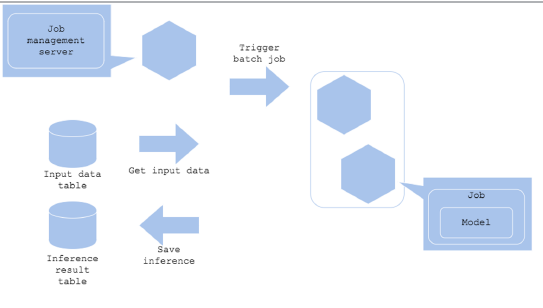 Job
management
server
Trigger
batch job
Input data
table
Get input data
Job
Model
Inference
result
table
Save
inference